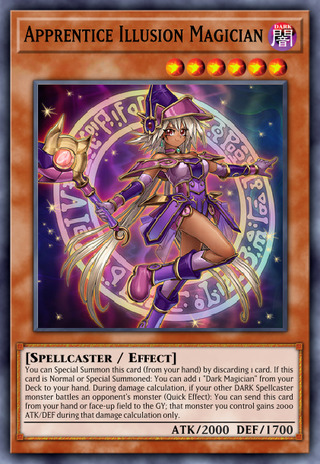 APPRENTICE ILLUSION MAGICIAN
DARK
闇
[SPELLCASTER / EFFECT]
You can Special Summon this card (from your hand) by discarding 1 card. If this
card is Normal or Special Summoned: You can add 1 "Dark Magician" from your
Deck to your hand. During damage calculation, if your other DARK Spellcaster
monster battles an opponent's monster (Quick Effect): You can send this
card from your hand or face-up field to the GY; that monster you control gains 2000
ATK/DEF during that damage calculation only.
ATK/2000 DEF/1700